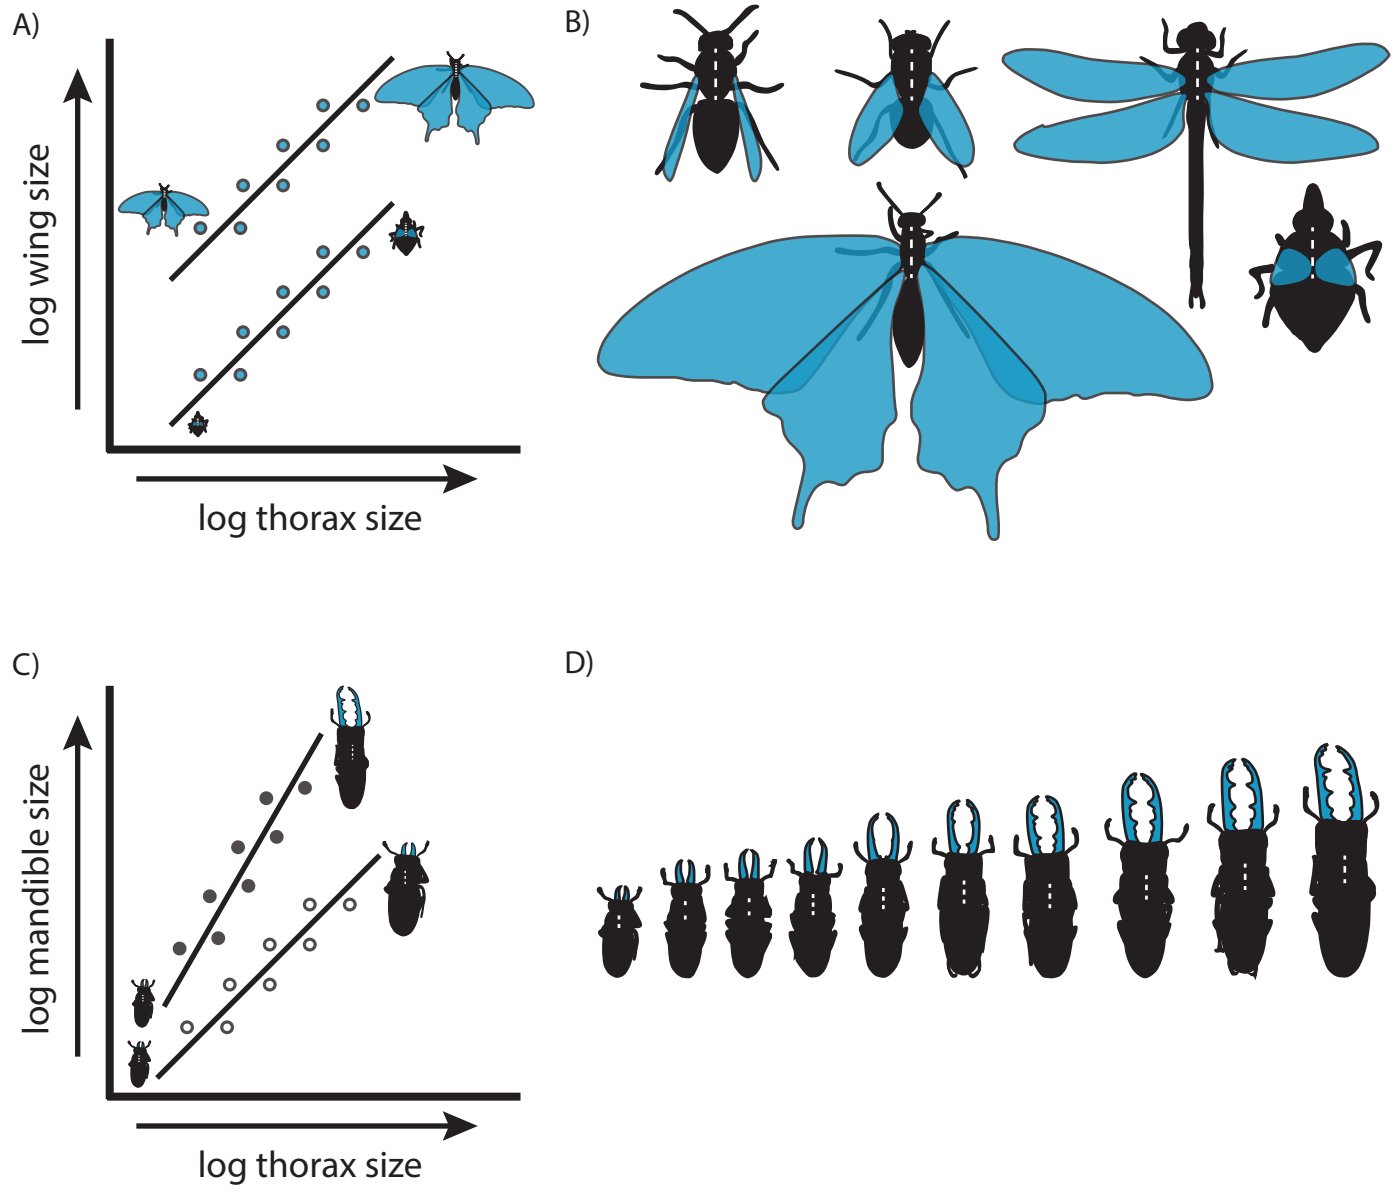 A)
log wing size
log thorax size
B)
C)
log mandible size
log thorax size
D)